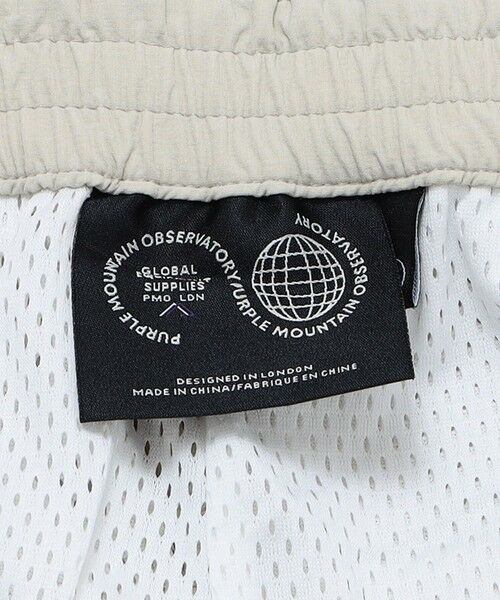 PURPLE MOUNTAIN OBSERVATORY/
GLOBAL
SUPPLIES
PMO LDN
PURPLE MOUNTAIN OBSERVATORY
DESIGNED IN LONDON
MADE IN CHINA/FABRIQUE EN CHINE